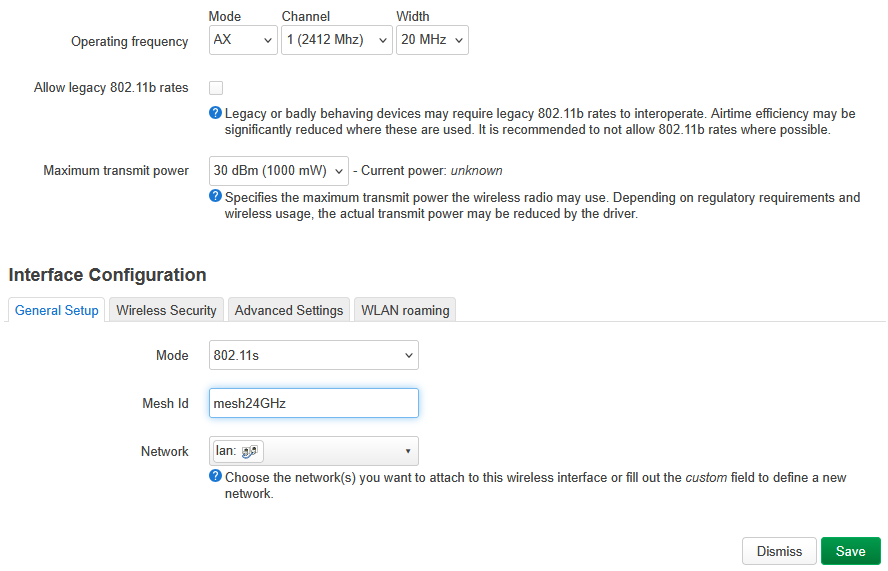 Mode Channel Width
Operating frequency AX 1 (2412 Mhz) 20 MHz
Allow legacy 802.11b rates
Legacy or badly behaving devices may require legacy 802.11b rates to interoperate. Airtime efficiency may be
significantly reduced where these are used. It is recommended to not allow 802.11b rates where possible.
Maximum transmit power 30 dBm (1000 mW) - Current power: unknown
Specifies the maximum transmit power the wireless radio may use. Depending on regulatory requirements and
wireless usage, the actual transmit power may be reduced by the driver.
Interface Configuration
General Setup Wireless Security Advanced Settings WLAN roaming
Mode 802.11s
Mesh Id mesh24GHz
Network lan:
Choose the network(s) you want to attach to this wireless interface or fill out the custom field to define a new
network.
Dismiss Save